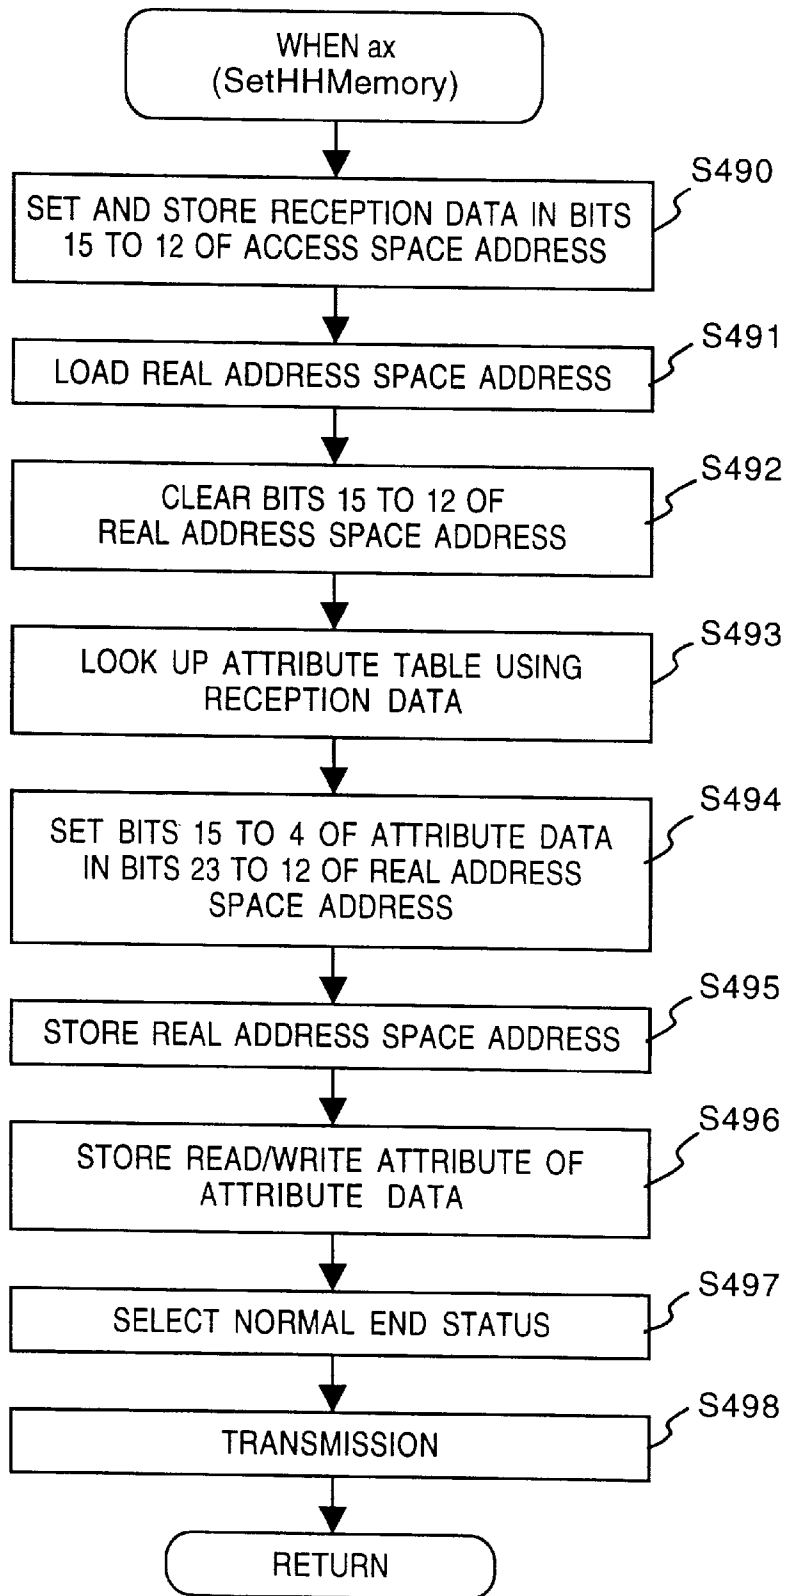 WHEN ax
(SetHHMemory)
S490
SET AND STORE RECEPTION DATA IN BITS
15 TO 12 OF ACCESS SPACE ADDRESS
S491
LOAD REAL ADDRESS SPACE ADDRESS
S492
CLEAR BITS 15 TO 12 OF
REAL ADDRESS SPACE ADDRESS
S493
LOOK UP ATTRIBUTE TABLE USING
RECEPTION DATA
S494
SET BITS 15 TO 4 OF ATTRIBUTE DATA
IN BITS 23 TO 12 OF REAL ADDRESS
SPACE ADDRESS
S495
STORE REAL ADDRESS SPACE ADDRESS
S496
STORE READ/WRITE ATTRIBUTE OF
ATTRIBUTE DATA
S497
SELECT NORMAL END STATUS
S498
TRANSMISSION
RETURN